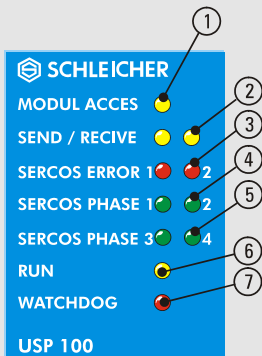 1
SCHLEICHER
MODUL ACCES
2
SEND / RECIVE
3
SERCOS ERROR 1 2
4
SERCOS PHASE 1 2
5
SERCOS PHASE 3 4
6
RUN
7
WATCHDOG
USP 100